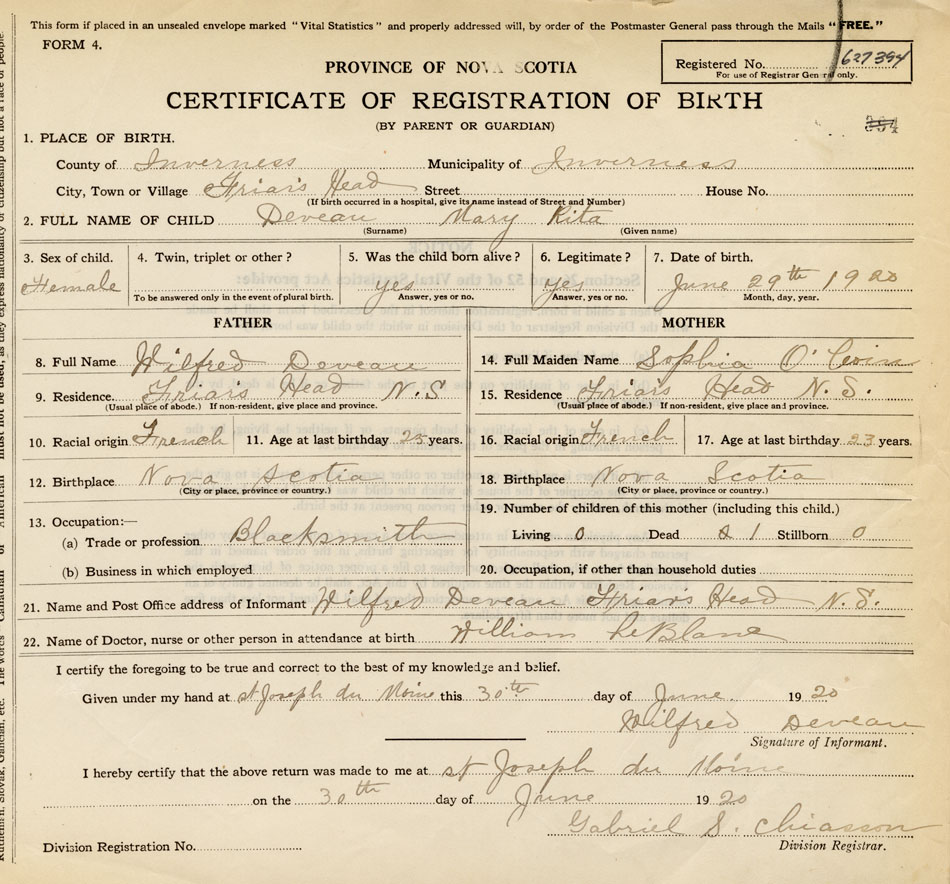 This form if placed in an unsealed envelope marked "Vital Statistics" and properly addressed will, by order of the Postmaster General pass through the Mails "FREE."
FORM 4.
Registered No. 627394
For use of Registrar General only.
PROVINCE OF NOVA SCOTIA
CERTIFICATE OF REGISTRATION OF BIRTH
(BY PARENT OR GUARDIAN)
1. PLACE OF BIRTH.
County of Inverness Municipality of Inverness
City, Town or Village Friar's Head Street House No.
(If birth occurred in a hospital, give its name instead of Street and Number)
2. FULL NAME OF CHILD Deveau Mary Rita
(Surname) (Given name)
3. Sex of child. 4. Twin, triplet or other? 5. Was the child born alive? 6. Legitimate? 7. Date of birth.
Female yes yes June 29th 1920
To be answered only in the event of plural birth. Answer, yes or no. Answer, yes or no. Month, day, year.
FATHER MOTHER
8. Full Name Wilfred Deveau 14. Full Maiden Name Sophia
9. Residence. Friar's Head N.S 15. Residence Friar's Head N.S.
(Usual place of abode.) If non-resident, give place and province. (Usual place of abode.) If non-resident, give place and province.
10. Racial origin French 11. Age at last birthday 25 years. 16. Racial origin French 17. Age at last birthday 23 years.
12. Birthplace Nova Scotia 18. Birthplace Nova Scotia
(City or place, province or country.) (City or place, province or country.)
13. Occupation:— 19. Number of children of this mother (including this child.)
(a) Trade or profession Blacksmith Living 0 Dead 1 Stillborn 0
(b) Business in which employed 20. Occupation, if other than household duties
21. Name and Post Office address of Informant Wilfred Deveau Friar's Head N.S.
22. Name of Doctor, nurse or other person in attendance at birth William LeBlanc
I certify the foregoing to be true and correct to the best of my knowledge and belief.
Given under my hand at st Joseph du Moine this 30th day of June. 1920
Wilfred Deveau
Signature of Informant.
I hereby certify that the above return was made to me at st Joseph du Moine
on the 30th day of June 1920
Gabriel S. Chiasson
Division Registration No. Division Registrar.